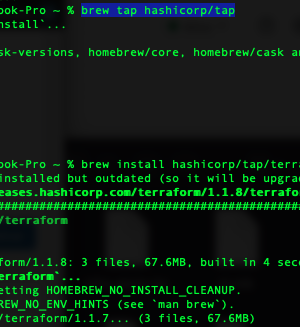 ook-Pro ~ % brew tap hashicorp/tap
nstall`...
sk-versions, homebrew/core, homebrew/cask a
ook-Pro ~ % brew install hashicorp/tap/terr
installed but outdated (so it will be upgra
eases.hashicorp.com/terraform/1.1.8/terrafo
###########################################
/terraform
form/1.1.8: 3 files, 67.6MB, built in 4 seco
erraform`...
etting HOMEBREW_NO_INSTALL_CLEANUP.
REW_NO_ENV_HINTS (see `man brew`).
/terraform/1.1.7... (3 files, 67.6MB)